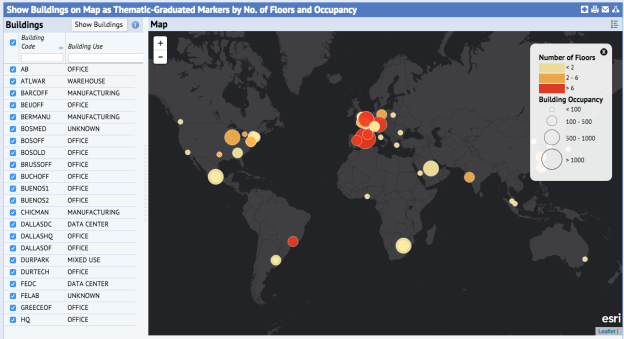 Show Buildings on Map as Thematic-Graduated Markers by No. of Floors and Occupancy
Buildings
Show Buildings
Building Code
Building Use
AB OFFICE
ATLWAR WAREHOUSE
BARCOFF MANUFACTURING
BEIJOFF OFFICE
BERMANU MANUFACTURING
BOSMED UNKNOWN
BOSOFF OFFICE
BOSOLO OFFICE
BRUSSOFF OFFICE
BUCHOFF OFFICE
BUENOS1 OFFICE
BUENOS2 OFFICE
CHICMAN MANUFACTURING
DALLASDC DATA CENTER
DALLASHQ OFFICE
DALLASOF OFFICE
DURPARK MIXED USE
DURTECH OFFICE
FEDC DATA CENTER
FELAB UNKNOWN
GREECEOF OFFICE
HQ OFFICE
Map
+
−
Number of Floors
< 2
2 - 6
> 6
Building Occupancy
< 100
100 - 500
500 - 1000
> 1000
esri
Leaflet |